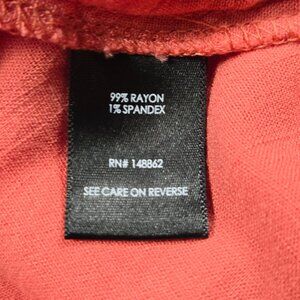 99% RAYON
1% SPANDEX
RN# 148862
SEE CARE ON REVERSE